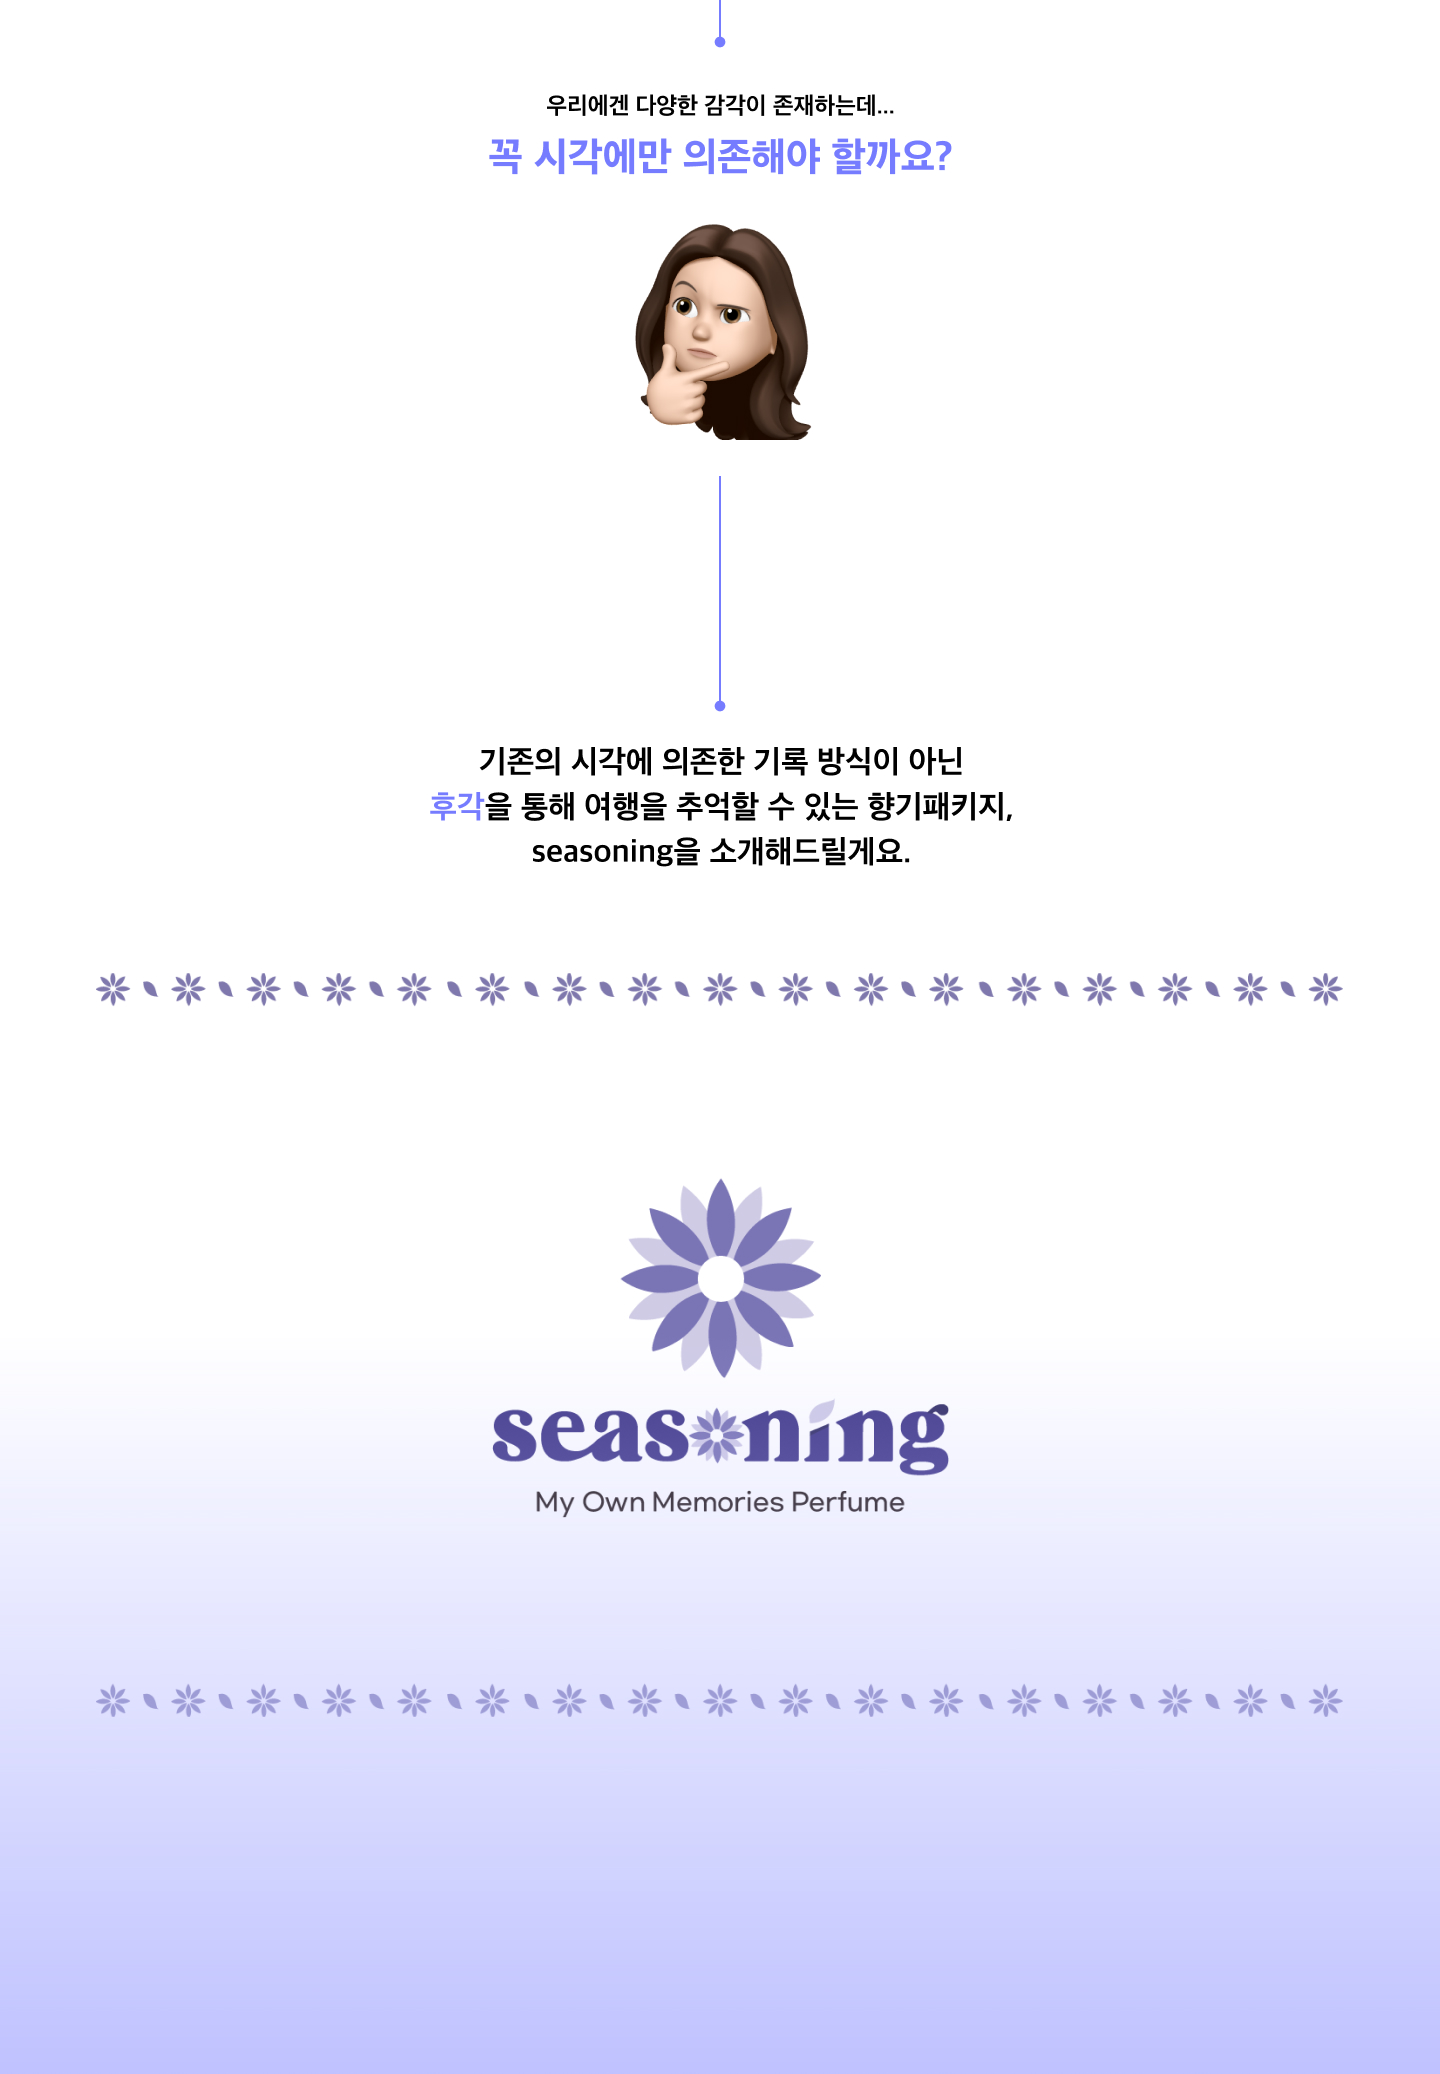 우리에겐 다양한 감각이 존재하는데...
꼭 시각에만 의존해야 할까요?
기존의 시각에 의존한 기록 방식이 아닌
후각을 통해 여행을 추억할 수 있는 향기패키지,
seasoning을 소개해드릴게요.
seasoning
My Own Memories Perfume